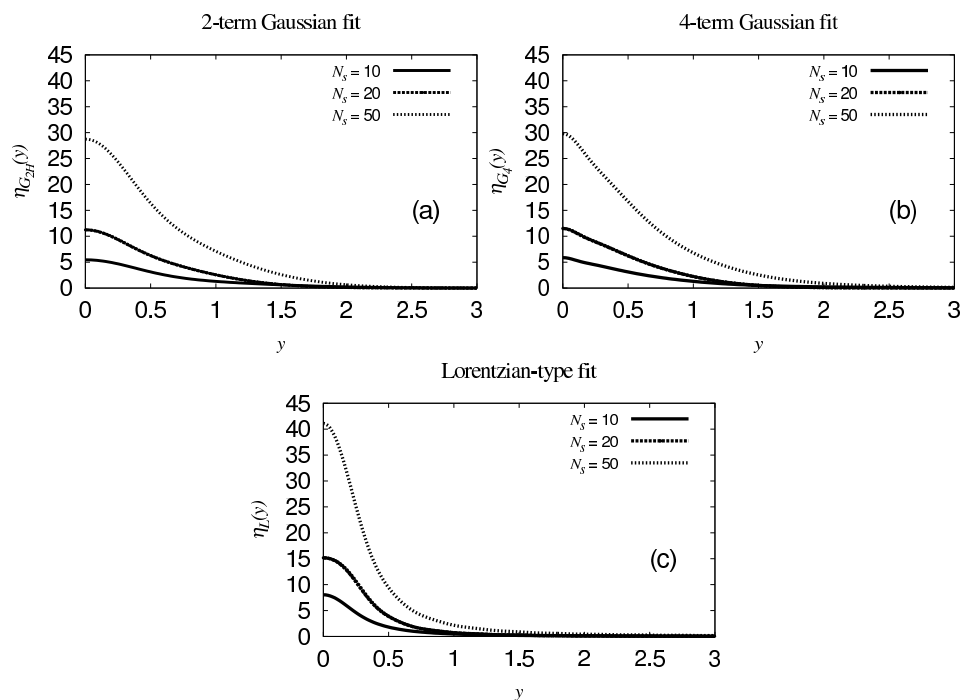 2-term Gaussian fit
45
40
35
30
25
20
15
10
5
0
η_{G_{2H}}(y)
N_s = 10
N_s = 20
N_s = 50
(a)
0 0.5 1 1.5 2 2.5 3
y
4-term Gaussian fit
45
40
35
30
25
20
15
10
5
0
η_{G_4}(y)
N_s = 10
N_s = 20
N_s = 50
(b)
0 0.5 1 1.5 2 2.5 3
y
Lorentzian-type fit
45
40
35
30
25
20
15
10
5
0
η_L(y)
N_s = 10
N_s = 20
N_s = 50
(c)
0 0.5 1 1.5 2 2.5 3
y